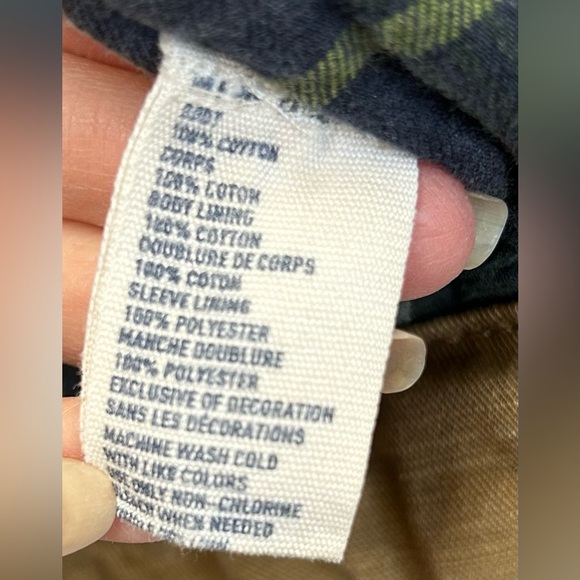 BODY
100% COTTON
CORPS
100% COTON
BODY LINING
100% COTTON
DOUBLURE DE CORPS
100% COTON
SLEEVE LINING
100% POLYESTER
MANCHE DOUBLURE
100% POLYESTER
EXCLUSIVE OF DECORATION
SANS LES DÉCORATIONS
MACHINE WASH COLD
WITH LIKE COLORS
USE ONLY NON-CHLORINE
BLEACH WHEN NEEDED